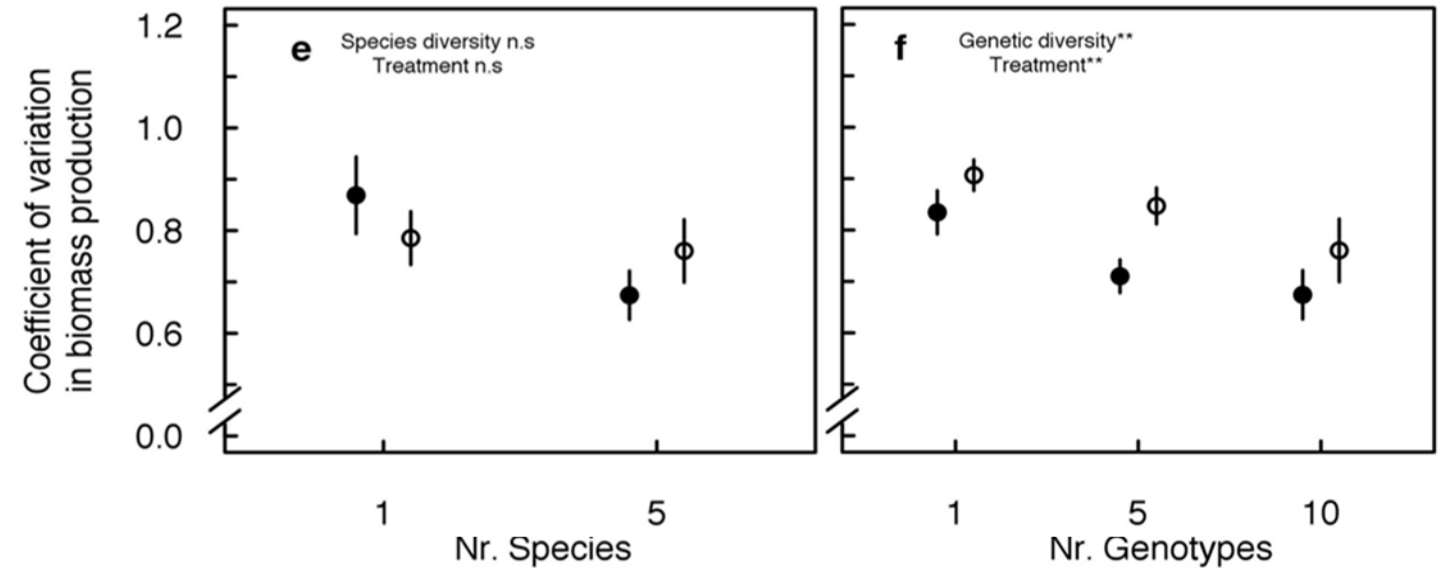 Coefficient of variation
in biomass production
1.2
1.0
0.8
0.6
0.0
e
Species diversity n.s
Treatment n.s
1
5
Nr. Species
f
Genetic diversity**
Treatment**
1
5
10
Nr. Genotypes